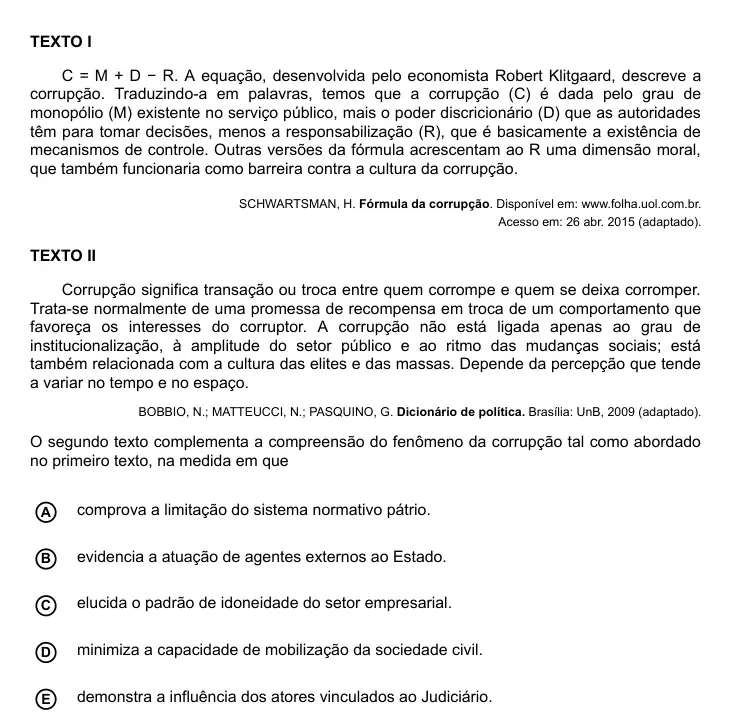 TEXTO I
C = M + D − R. A equação, desenvolvida pelo economista Robert Klitgaard, descreve a
corrupção. Traduzindo-a em palavras, temos que a corrupção (C) é dada pelo grau de
monopólio (M) existente no serviço público, mais o poder discricionário (D) que as autoridades
têm para tomar decisões, menos a responsabilização (R), que é basicamente a existência de
mecanismos de controle. Outras versões da fórmula acrescentam ao R uma dimensão moral,
que também funcionaria como barreira contra a cultura da corrupção.
SCHWARTSMAN, H. Fórmula da corrupção. Disponível em: www.folha.uol.com.br.
Acesso em: 26 abr. 2015 (adaptado).
TEXTO II
Corrupção significa transação ou troca entre quem corrompe e quem se deixa corromper.
Trata-se normalmente de uma promessa de recompensa em troca de um comportamento que
favoreça os interesses do corruptor. A corrupção não está ligada apenas ao grau de
institucionalização, à amplitude do setor público e ao ritmo das mudanças sociais; está
também relacionada com a cultura das elites e das massas. Depende da percepção que tende
a variar no tempo e no espaço.
BOBBIO, N.; MATTEUCCI, N.; PASQUINO, G. Dicionário de política. Brasília: UnB, 2009 (adaptado).
O segundo texto complementa a compreensão do fenômeno da corrupção tal como abordado
no primeiro texto, na medida em que
A comprova a limitação do sistema normativo pátrio.
B evidencia a atuação de agentes externos ao Estado.
C elucida o padrão de idoneidade do setor empresarial.
D minimiza a capacidade de mobilização da sociedade civil.
E demonstra a influência dos atores vinculados ao Judiciário.